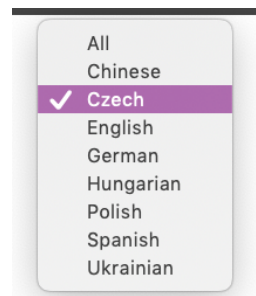 All
Chinese
Czech
English
German
Hungarian
Polish
Spanish
Ukrainian